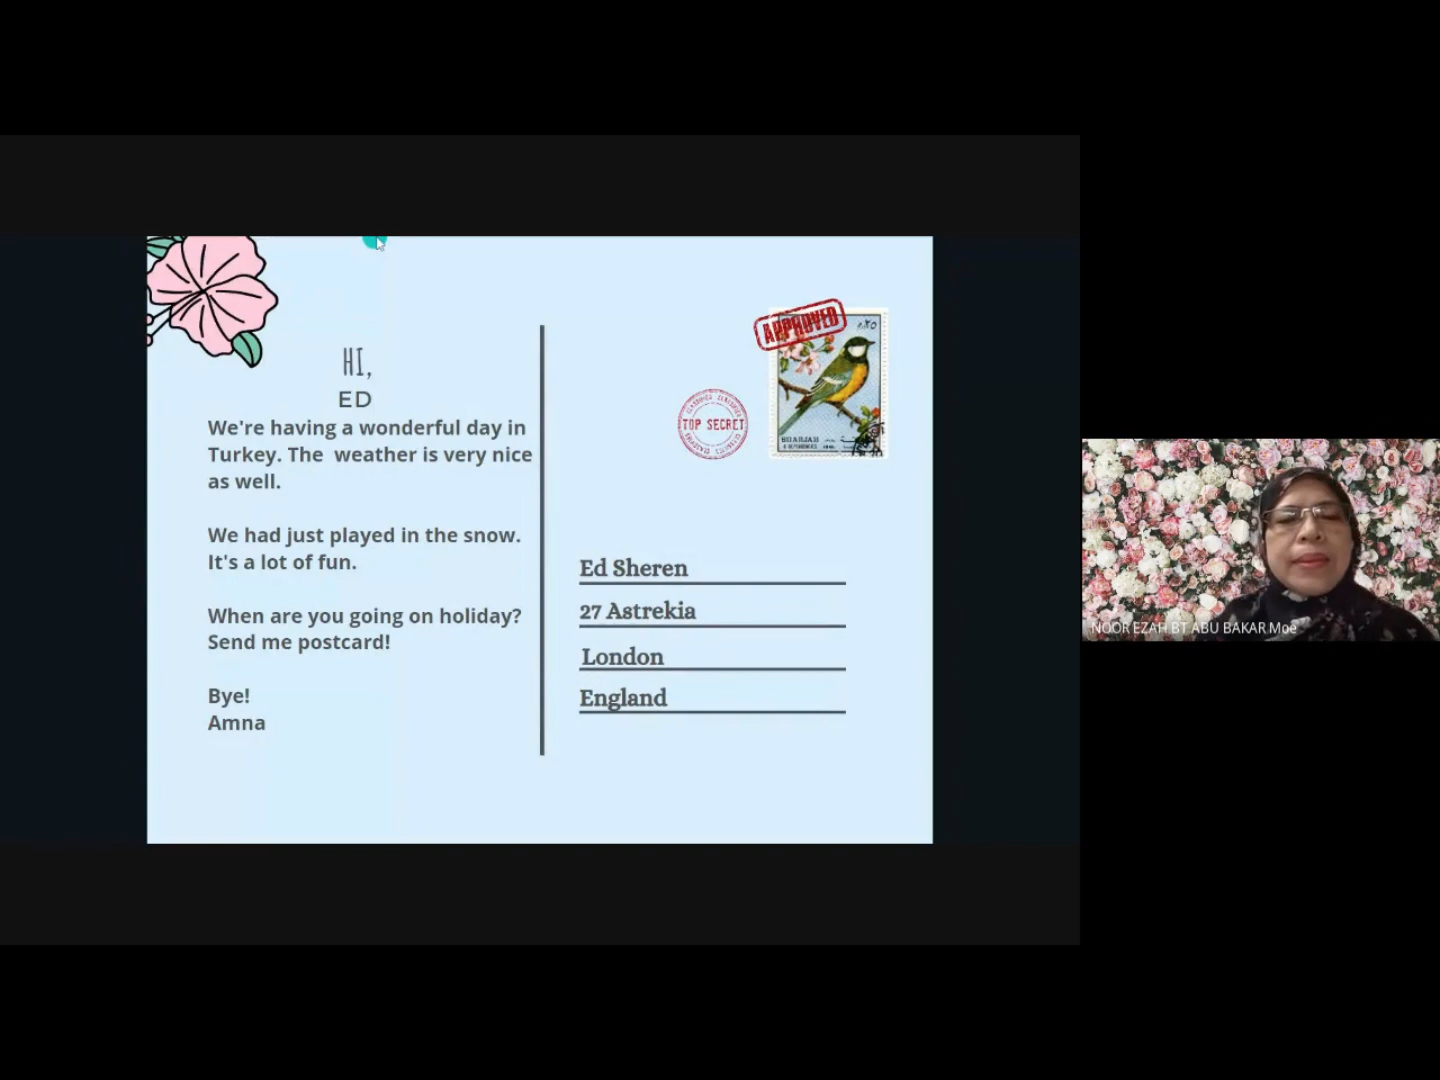 HI,
ED
We're having a wonderful day in
Turkey. The weather is very nice
as well.
We had just played in the snow.
It's a lot of fun.
When are you going on holiday?
Send me postcard!
Bye!
Amna
APPROVED
TOP SECRET
Ed Sheren
27 Astrekia
London
England
NOOR EZAH BT ABU BAKAR Moe